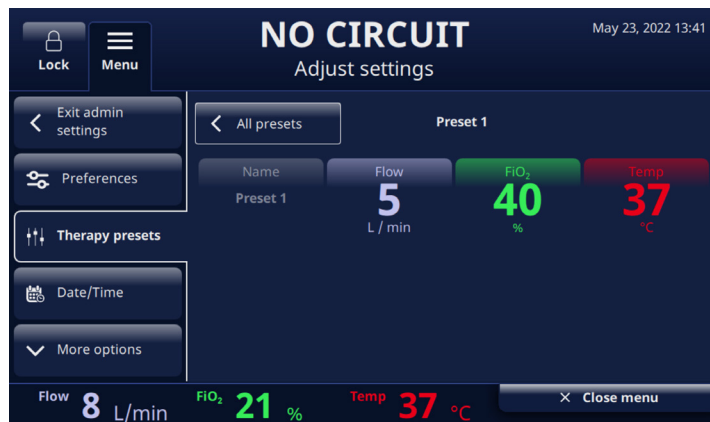 NO CIRCUIT
May 23, 2022 13:41
Lock
Menu
Adjust settings
Exit admin
settings
All presets
Preset 1
Preferences
Name
Flow
FiO₂
Temp
Preset 1
5
40
37
L / min
%
°C
Therapy presets
Date/Time
More options
Flow 8 L/min
FiO₂ 21 %
Temp 37 °C
× Close menu